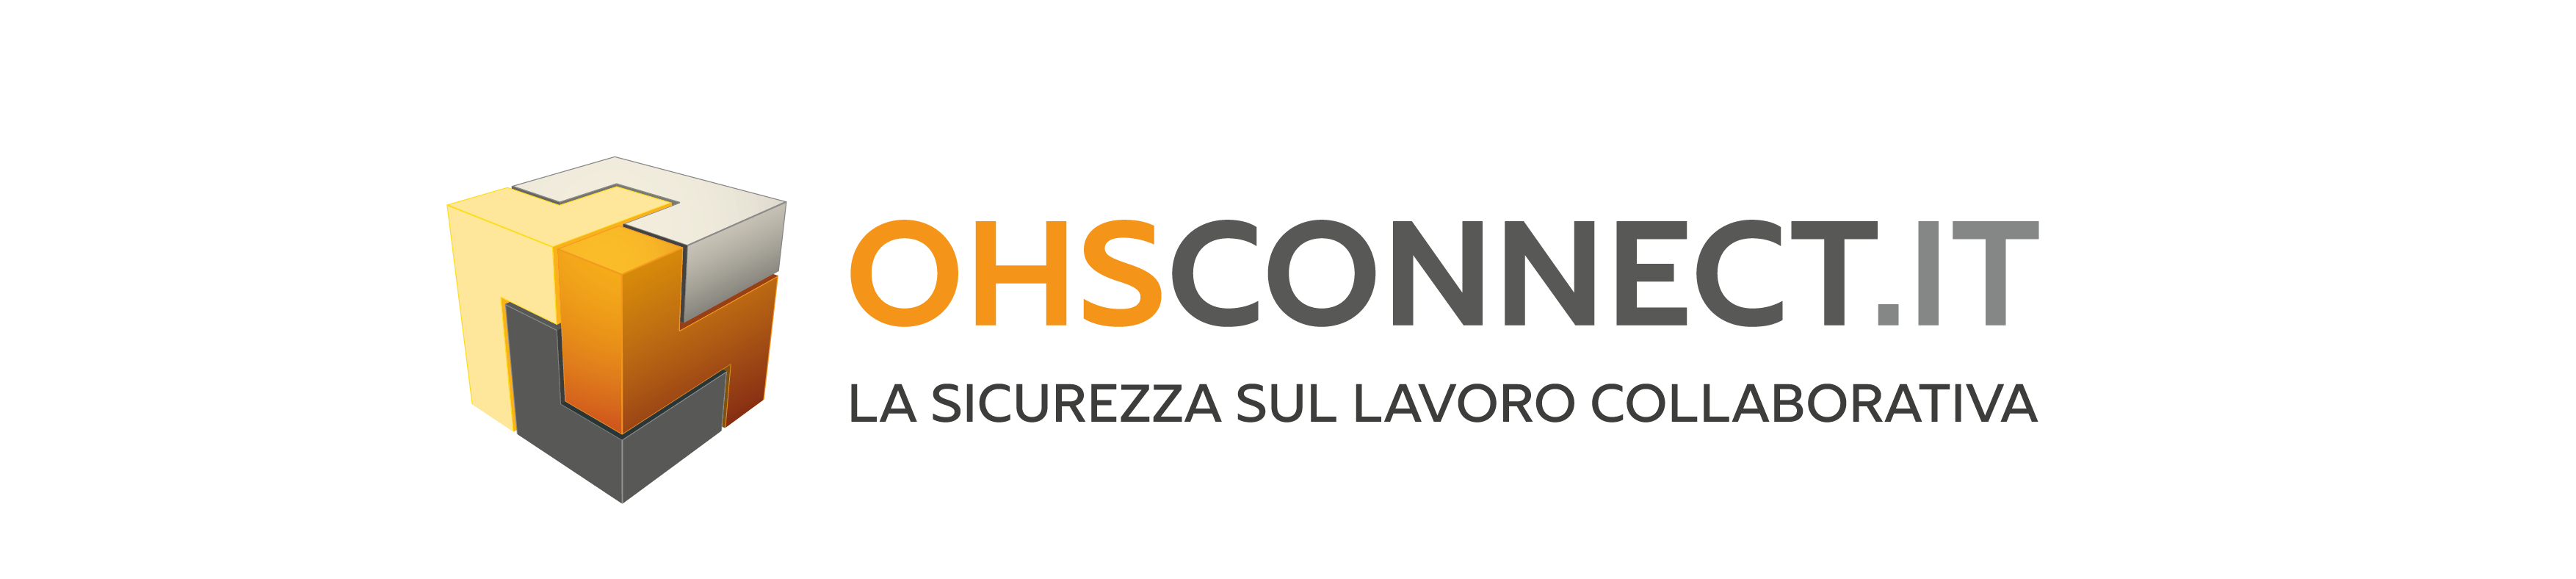 OHSCONNECT.IT
LA SICUREZZA SUL LAVORO COLLABORATIVA